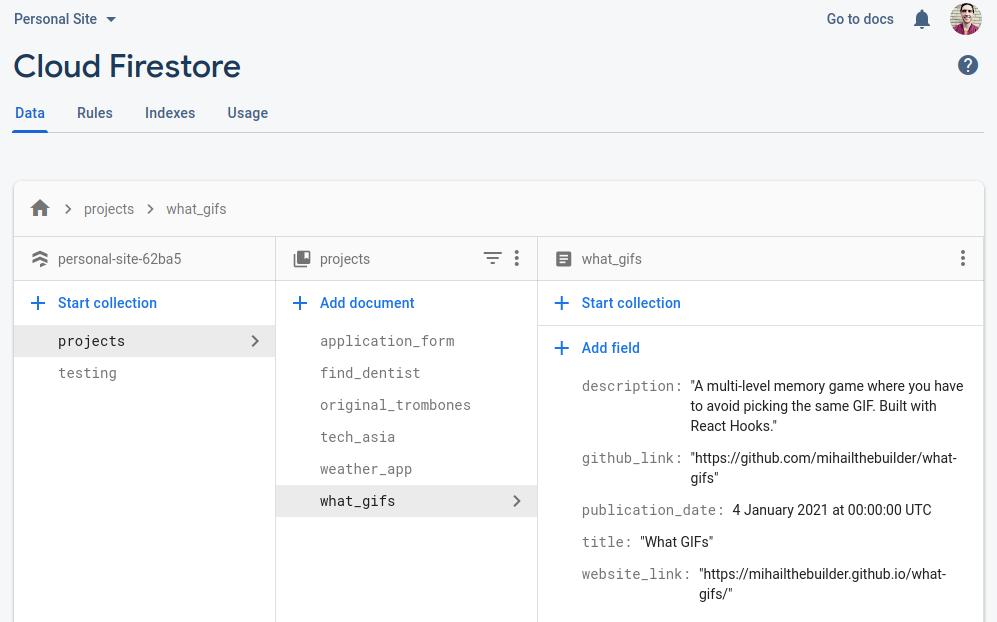 Personal Site
Go to docs
Cloud Firestore
?
Data Rules Indexes Usage
projects what_gifs
personal-site-62ba5
projects
what_gifs
Start collection
Add document
Start collection
projects
testing
application_form
find_dentist
original_trombones
tech_asia
weather_app
what_gifs
Add field
description: "A multi-level memory game where you have
to avoid picking the same GIF. Built with
React Hooks."
github_link: "https://github.com/mihailthebuilder/what-
gifs"
publication_date: 4 January 2021 at 00:00:00 UTC
title: "What GIFs"
website_link: "https://mihailthebuilder.github.io/what-
gifs/"